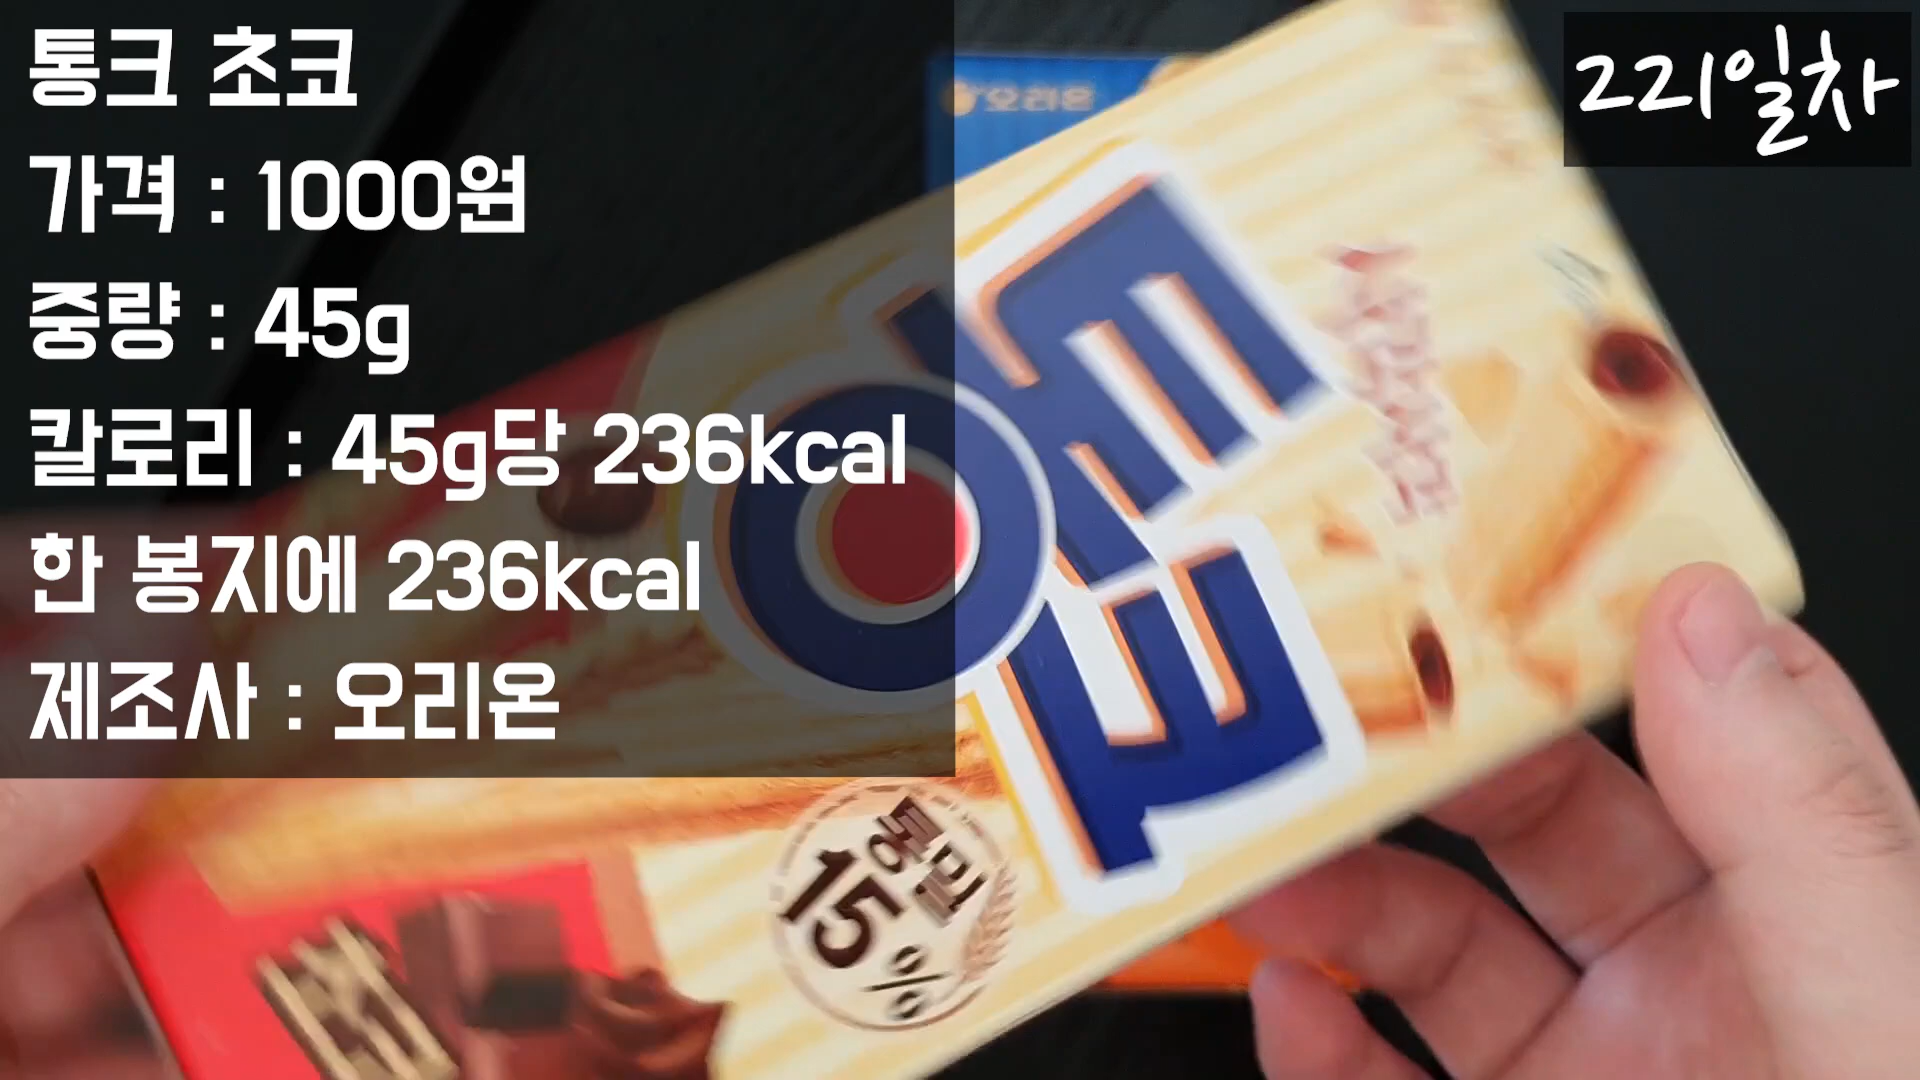 통크 초코
가격 : 1000원
중량 : 45g
칼로리 : 45g당 236kcal
한 봉지에 236kcal
제조사 : 오리온
221일차
오리온
통크
통밀
15%